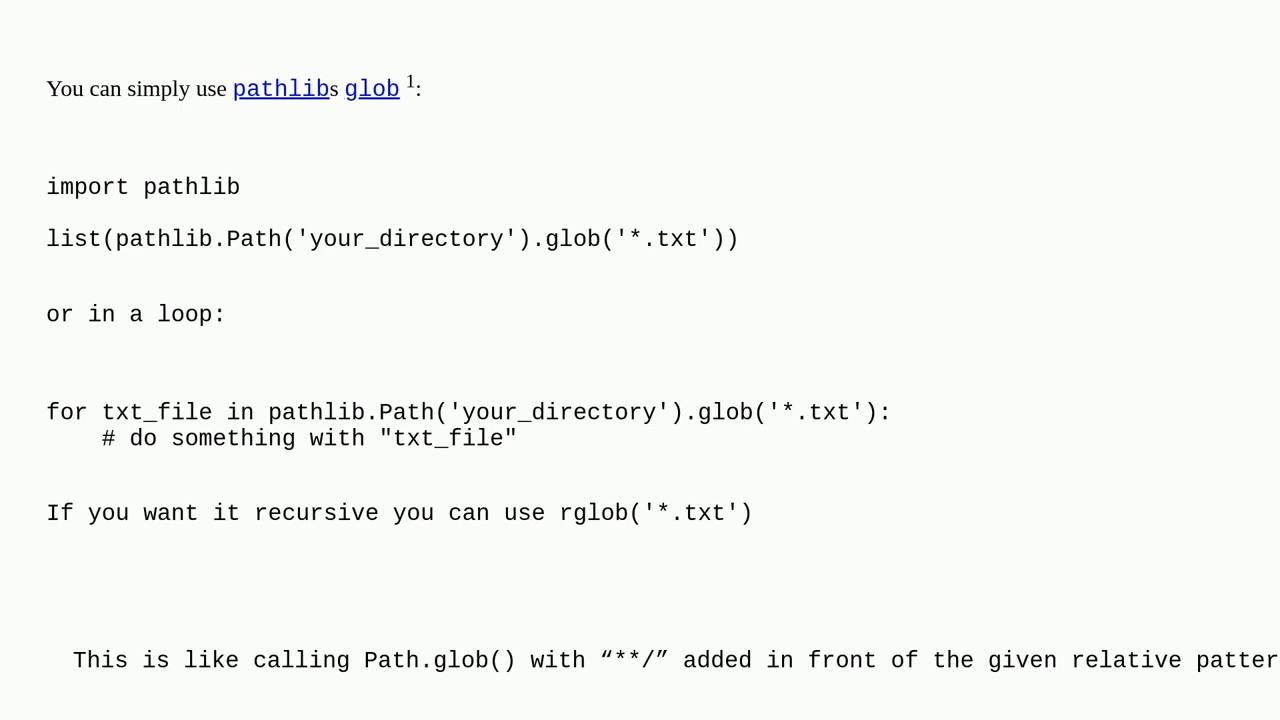 You can simply use pathlibs glob 1:
import pathlib
list(pathlib.Path('your_directory').glob('*.txt'))
or in a loop:
for txt_file in pathlib.Path('your_directory').glob('*.txt'):
    # do something with "txt_file"
If you want it recursive you can use rglob('*.txt')
This is like calling Path.glob() with “**/” added in front of the given relative patter